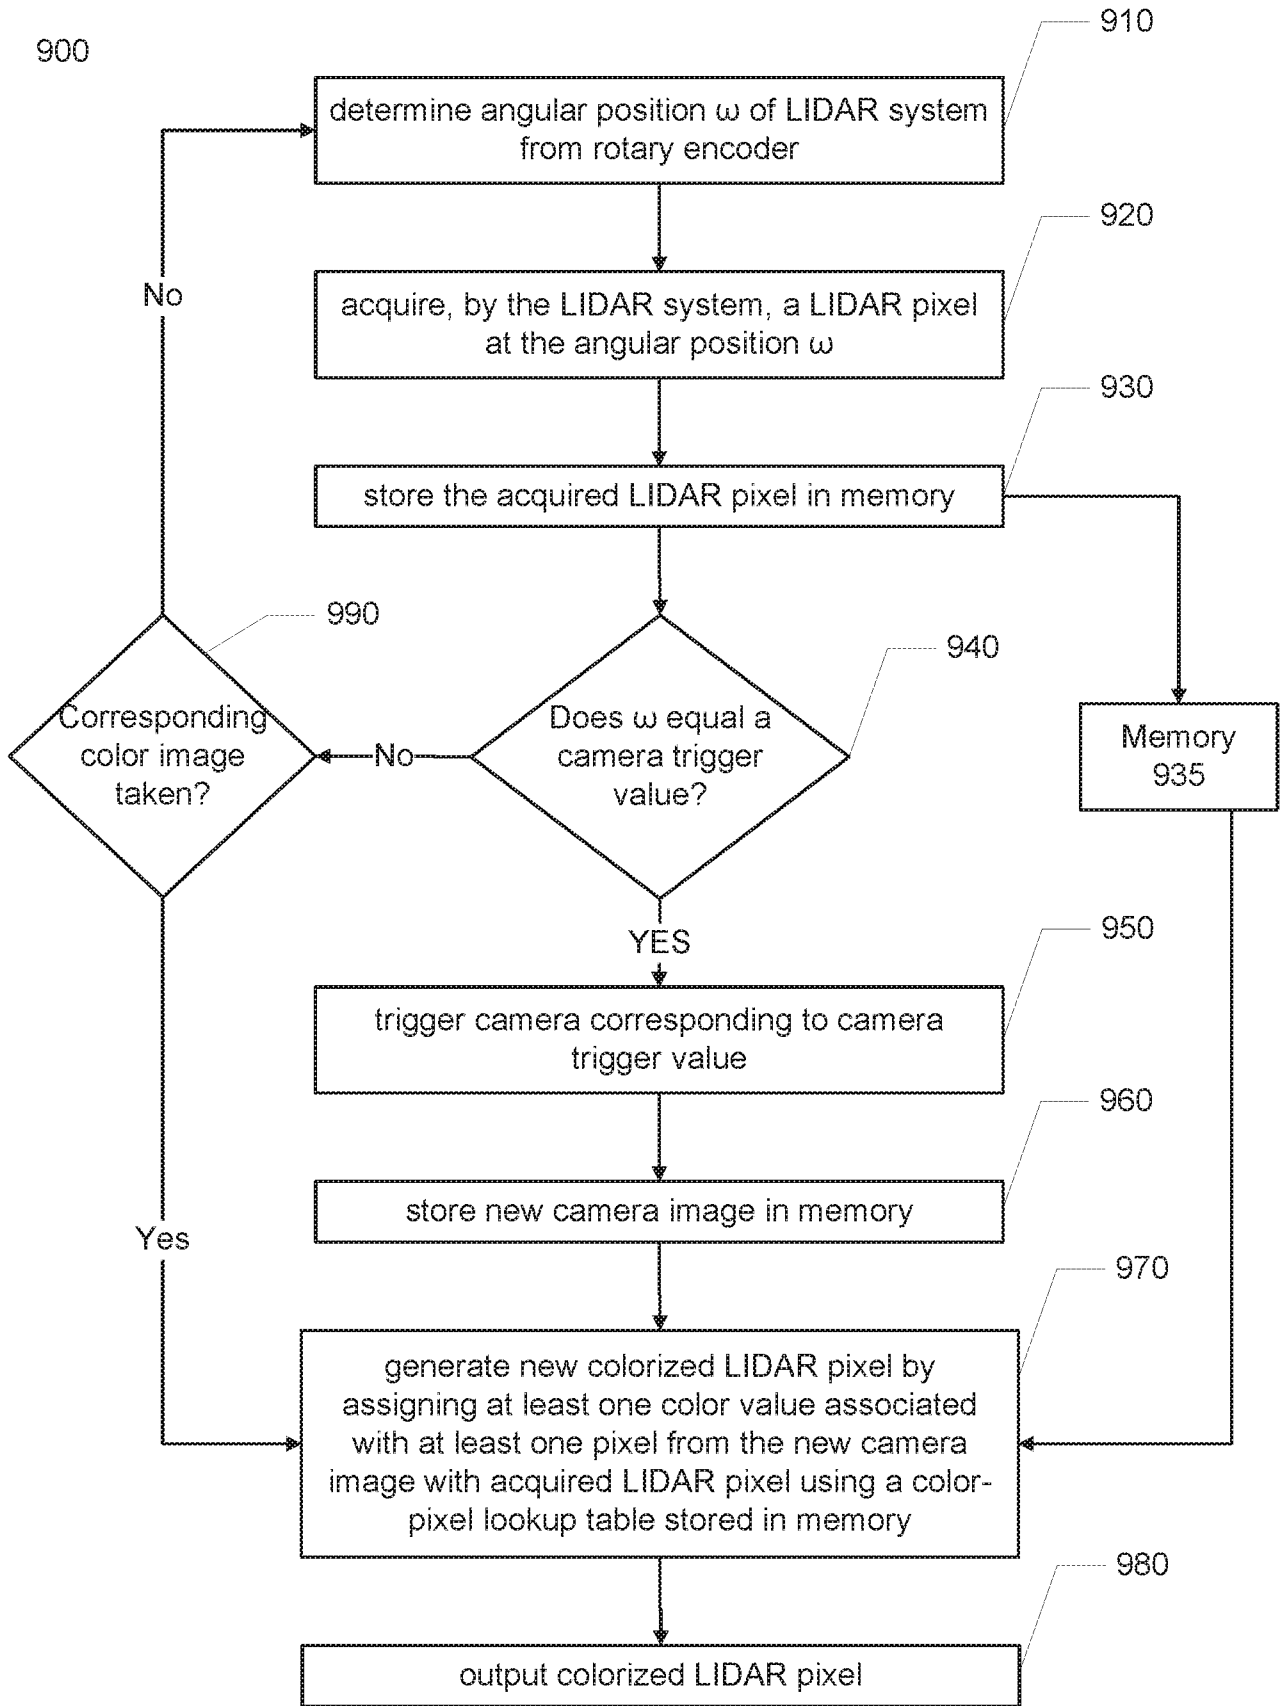 900
910
determine angular position ω of LIDAR system
from rotary encoder
920
No
acquire, by the LIDAR system, a LIDAR pixel
at the angular position ω
930
store the acquired LIDAR pixel in memory
990
940
Corresponding
color image
taken?
No
Does ω equal a
camera trigger
value?
Memory
935
YES
950
trigger camera corresponding to camera
trigger value
960
store new camera image in memory
Yes
970
generate new colorized LIDAR pixel by
assigning at least one color value associated
with at least one pixel from the new camera
image with acquired LIDAR pixel using a color-
pixel lookup table stored in memory
980
output colorized LIDAR pixel